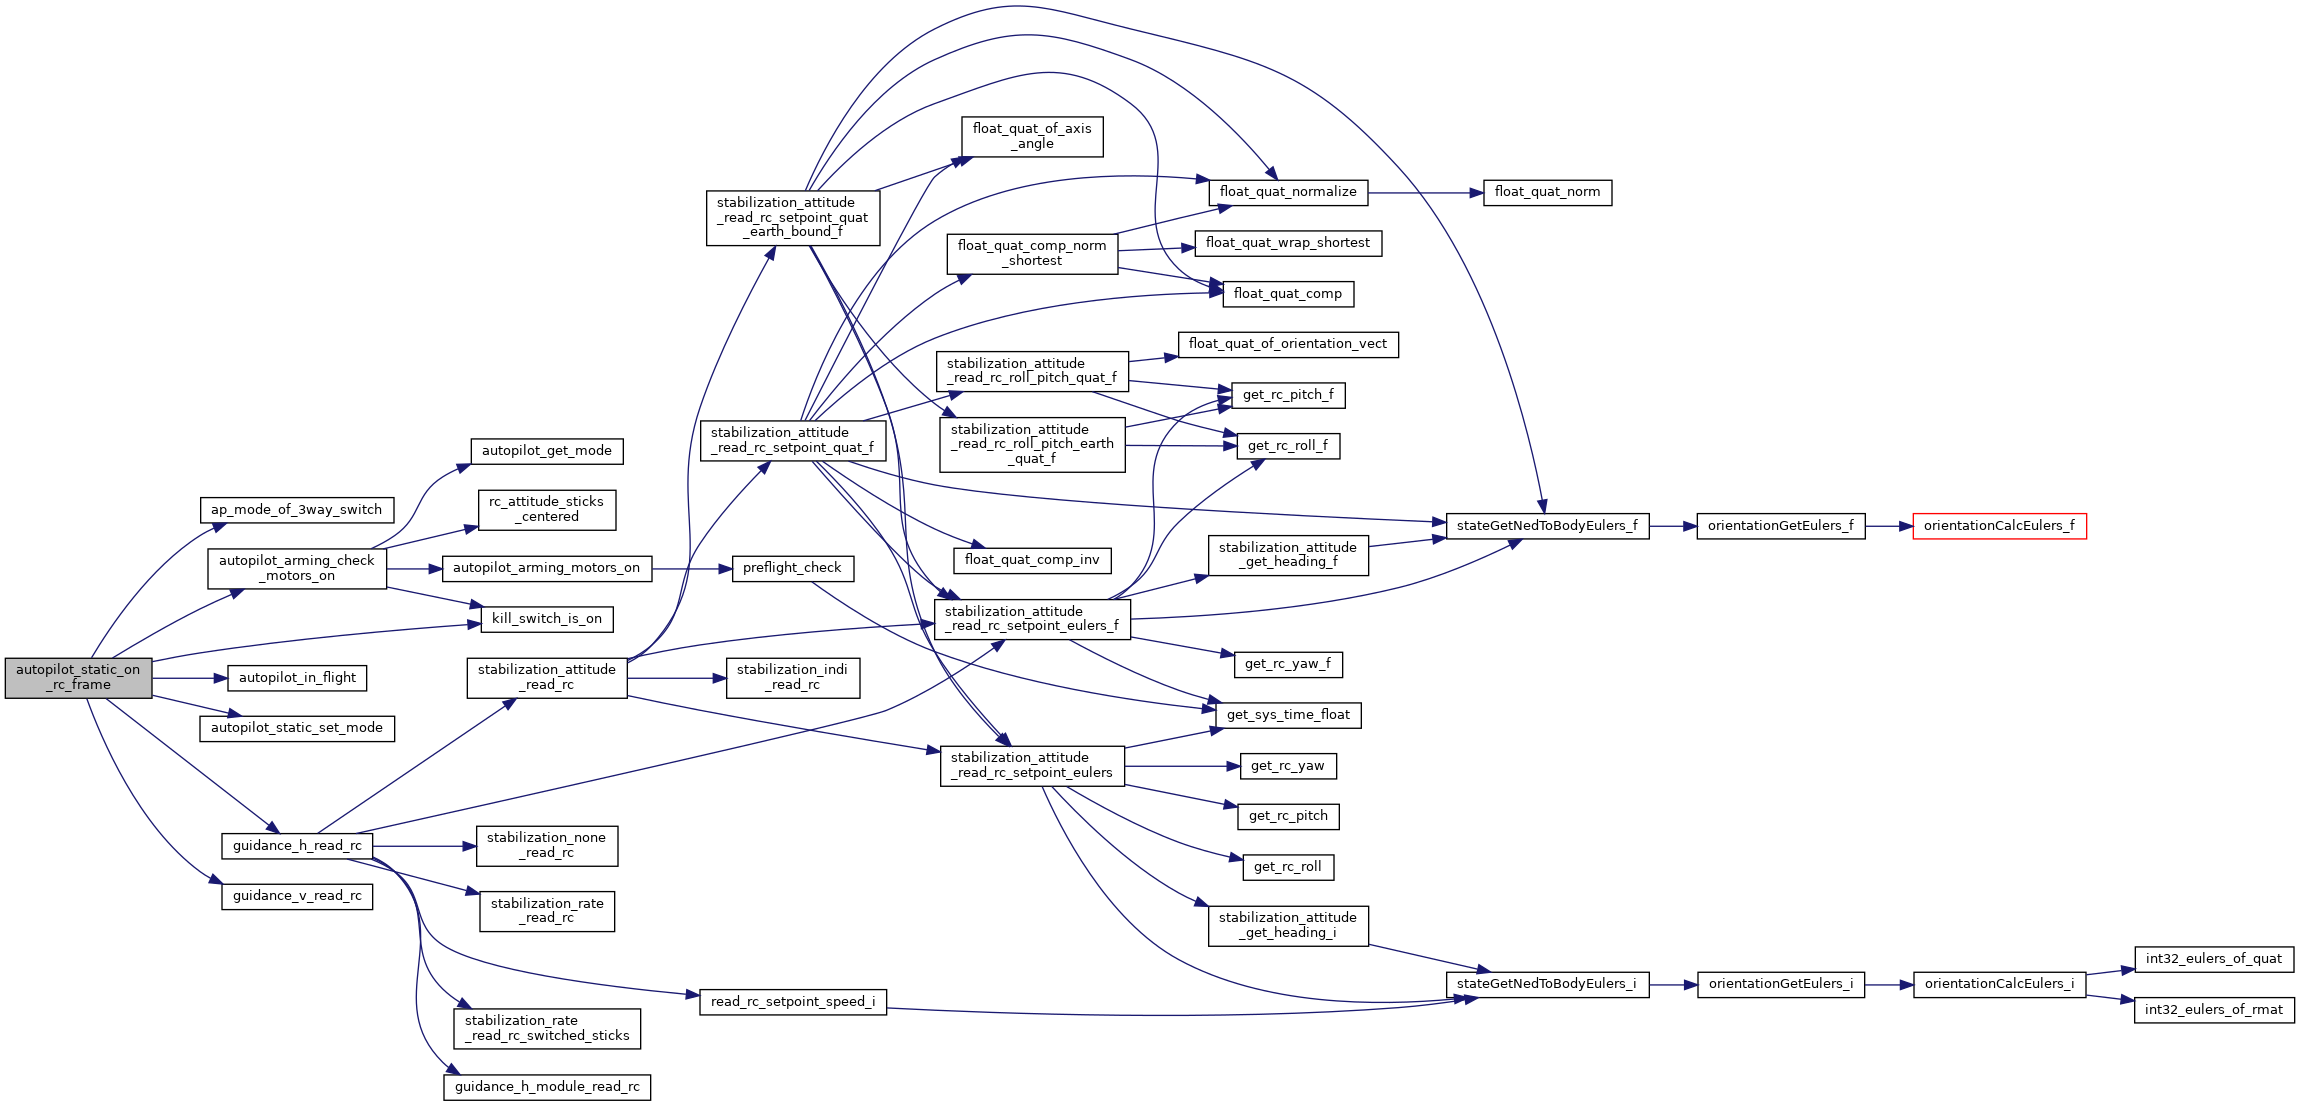 autopilot_static_on
_rc_frame
ap_mode_of_3way_switch
autopilot_arming_check
_motors_on
autopilot_in_flight
autopilot_static_set_mode
guidance_h_read_rc
guidance_v_read_rc
autopilot_get_mode
rc_attitude_sticks
_centered
autopilot_arming_motors_on
kill_switch_is_on
stabilization_attitude
_read_rc
stabilization_none
_read_rc
stabilization_rate
_read_rc
stabilization_rate
_read_rc_switched_sticks
guidance_h_module_read_rc
stabilization_attitude
_read_rc_setpoint_quat
_earth_bound_f
stabilization_attitude
_read_rc_setpoint_quat_f
preflight_check
stabilization_indi
_read_rc
read_rc_setpoint_speed_i
float_quat_of_axis
_angle
float_quat_comp_norm
_shortest
stabilization_attitude
_read_rc_roll_pitch_quat_f
stabilization_attitude
_read_rc_roll_pitch_earth
_quat_f
float_quat_comp_inv
stabilization_attitude
_read_rc_setpoint_eulers_f
stabilization_attitude
_read_rc_setpoint_eulers
float_quat_normalize
float_quat_wrap_shortest
float_quat_comp
float_quat_of_orientation_vect
get_rc_pitch_f
get_rc_roll_f
stabilization_attitude
_get_heading_f
get_rc_yaw_f
get_sys_time_float
get_rc_yaw
get_rc_pitch
get_rc_roll
stabilization_attitude
_get_heading_i
float_quat_norm
stateGetNedToBodyEulers_f
stateGetNedToBodyEulers_i
orientationGetEulers_f
orientationGetEulers_i
orientationCalcEulers_f
orientationCalcEulers_i
int32_eulers_of_quat
int32_eulers_of_rmat